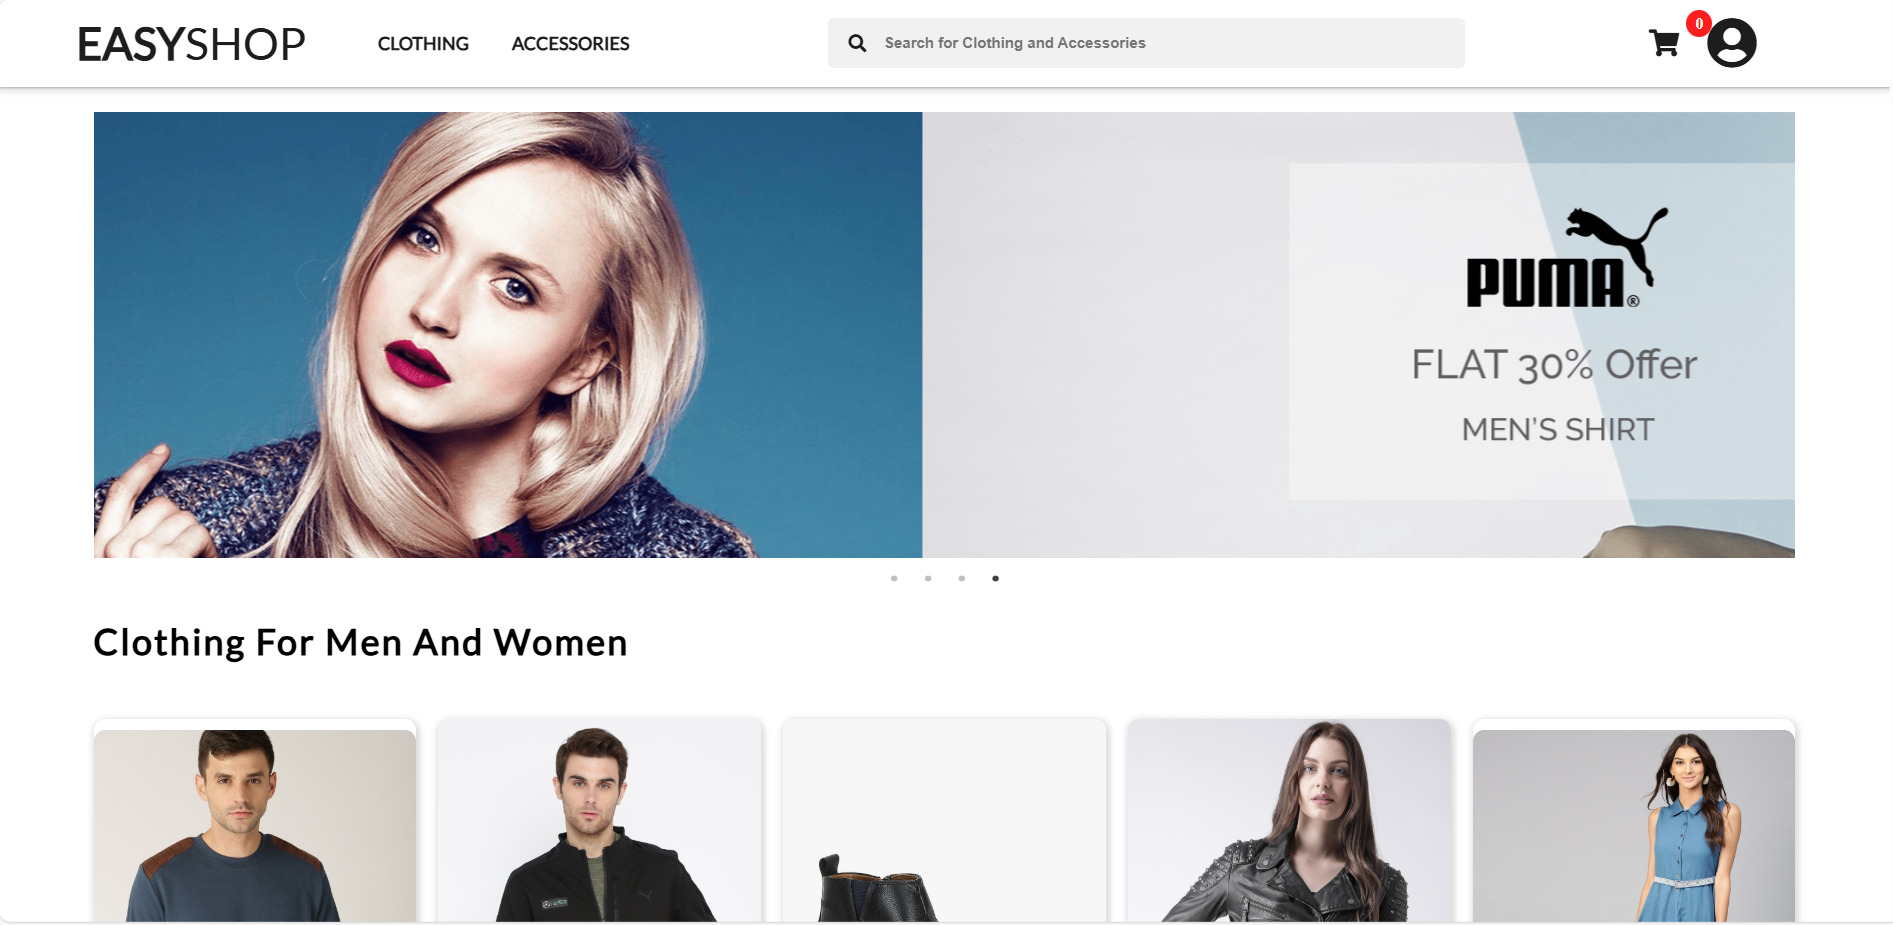 EASYSHOP
CLOTHING
ACCESSORIES
Search for Clothing and Accessories
0
PUMA®
FLAT 30% Offer
MEN'S SHIRT
Clothing For Men And Women